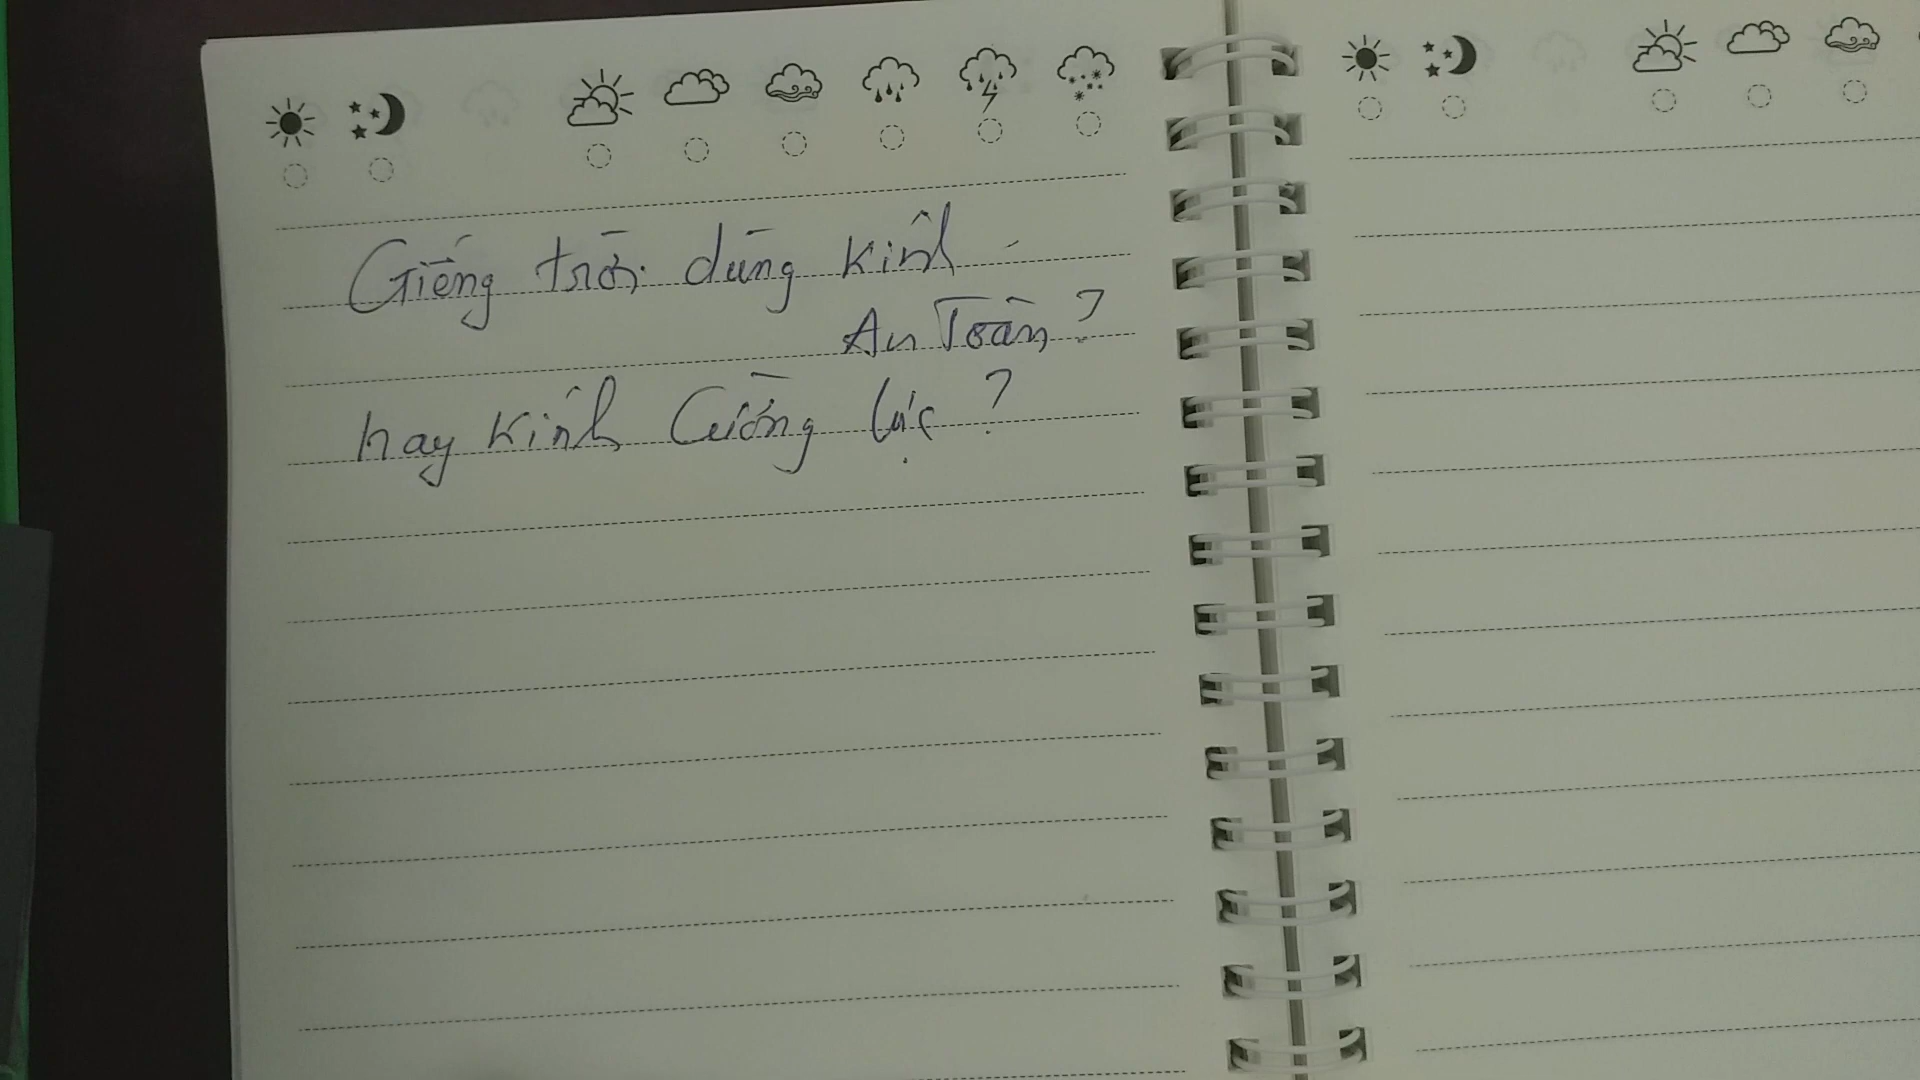 Giếng trời dùng kính
An Toàn?
hay kính Cường lực?